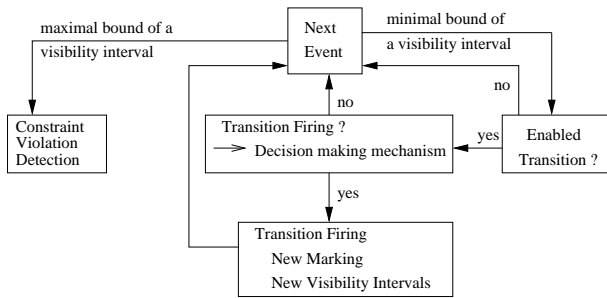 maximal bound of a
visibility interval
Next
Event
minimal bound of
a visibility interval
no
no
Constraint
Violation
Detection
Transition Firing ?
Decision making mechanism
yes
Enabled
Transition ?
yes
Transition Firing
New Marking
New Visibility Intervals